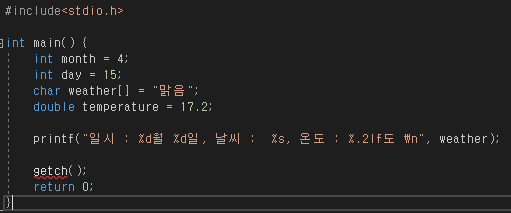 #include<stdio.h>
int main() {
int month = 4;
int day = 15;
char weather[] = "맑음";
double temperature = 17.2;
printf("일시 : %d월 %d일, 날씨 :  %s, 온도 : %.2lf도 ₩n", weather);
getch();
return 0;
}